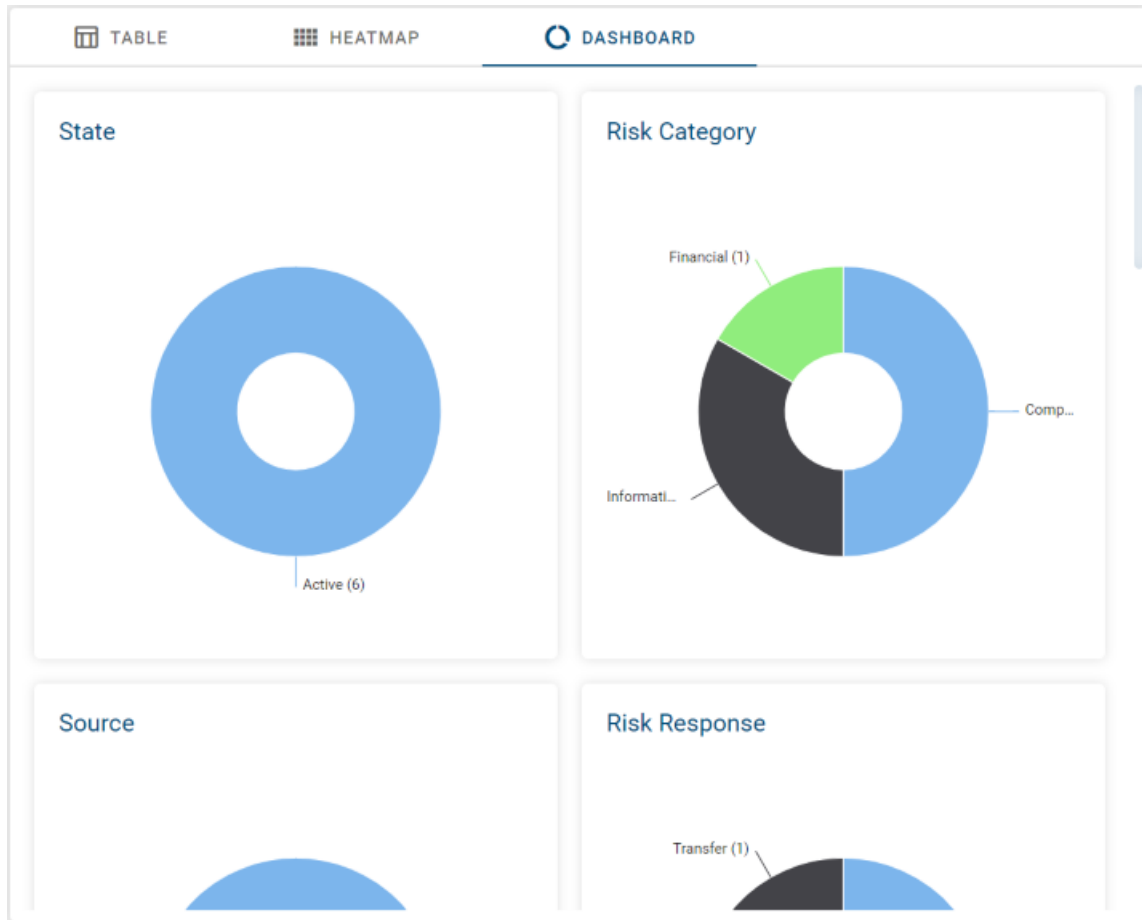 TABLE
HEATMAP
DASHBOARD
State
Risk Category
Financial (1)
Comp...
Informati...
Active (6)
Source
Risk Response
Transfer (1)